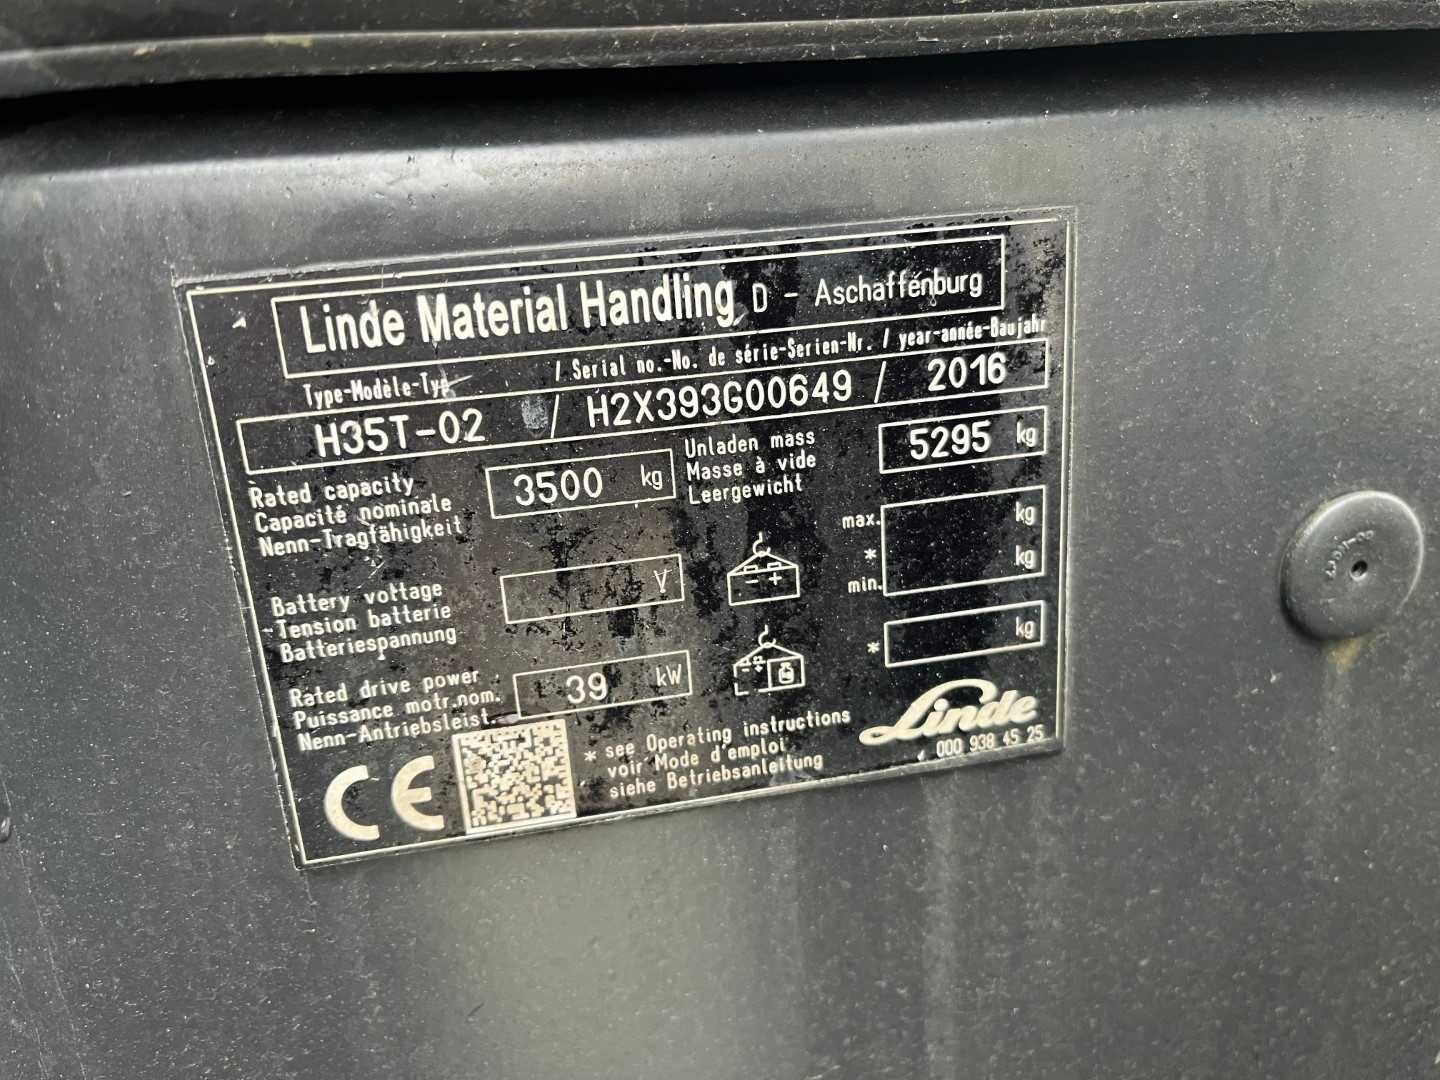 Linde Material Handling D - Aschaffenburg
Type-Modèle-Typ / Serial no.-No. de série-Serien-Nr. / year-année-Baujahr
H35T-02 / H2X393G00649 / 2016
Rated capacity
Capacité nominale
Nenn-Tragfähigkeit
3500 kg
Unladen mass
Masse à vide
Leergewicht
5295 kg
Battery voltage
Tension batterie
Batteriespannung
V
max. kg
* kg
min.
Rated drive power
Puissance motr.nom.
Nenn-Antriebsleist.
39 kW
* kg
CE
* see Operating instructions
voir Mode d'emploi
siehe Betriebsanleitung
Linde
000 938 45 25